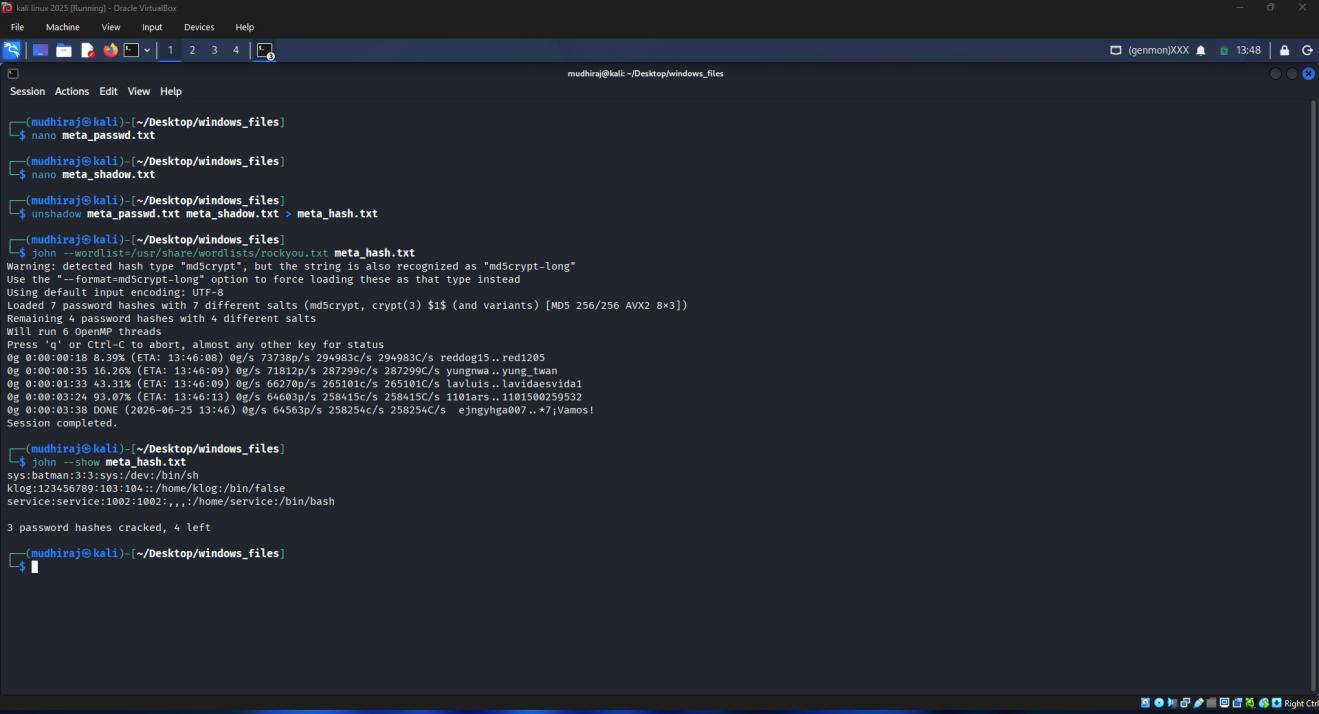 kali linux 2025 [Running] - Oracle VirtualBox
File Machine View Input Devices Help
1 2 3 4 3 (genmon)XXX 13:48
mudhiraj@kali: ~/Desktop/windows_files
Session Actions Edit View Help
┌──(mudhiraj㉿kali)-[~/Desktop/windows_files]
└─$ nano meta_passwd.txt
┌──(mudhiraj㉿kali)-[~/Desktop/windows_files]
└─$ nano meta_shadow.txt
┌──(mudhiraj㉿kali)-[~/Desktop/windows_files]
└─$ unshadow meta_passwd.txt meta_shadow.txt > meta_hash.txt
┌──(mudhiraj㉿kali)-[~/Desktop/windows_files]
└─$ john --wordlist=/usr/share/wordlists/rockyou.txt meta_hash.txt
Warning: detected hash type "md5crypt", but the string is also recognized as "md5crypt-long"
Use the "--format=md5crypt-long" option to force loading these as that type instead
Using default input encoding: UTF-8
Loaded 7 password hashes with 7 different salts (md5crypt, crypt(3) $1$ (and variants) [MD5 256/256 AVX2 8×3])
Remaining 4 password hashes with 4 different salts
Will run 6 OpenMP threads
Press 'q' or Ctrl-C to abort, almost any other key for status
0g 0:00:00:18 8.39% (ETA: 13:46:08) 0g/s 73738p/s 294983c/s 294983C/s reddog15..red1205
0g 0:00:00:35 16.26% (ETA: 13:46:09) 0g/s 71812p/s 287299c/s 287299C/s yungnwa..yung_twan
0g 0:00:01:33 43.31% (ETA: 13:46:09) 0g/s 66270p/s 265101c/s 265101C/s lavluis..lavidaesvida1
0g 0:00:03:24 93.07% (ETA: 13:46:13) 0g/s 64603p/s 258415c/s 258415C/s 1101ars..1101500259532
0g 0:00:03:38 DONE (2026-06-25 13:46) 0g/s 64563p/s 258254c/s 258254C/s  ejngyhga007..*7¡Vamos!
Session completed.
┌──(mudhiraj㉿kali)-[~/Desktop/windows_files]
└─$ john --show meta_hash.txt
sys:batman:3:3:sys:/dev:/bin/sh
klog:123456789:103:104::/home/klog:/bin/false
service:service:1002:1002:,,,:/home/service:/bin/bash
3 password hashes cracked, 4 left
┌──(mudhiraj㉿kali)-[~/Desktop/windows_files]
└─$
Right Ctrl